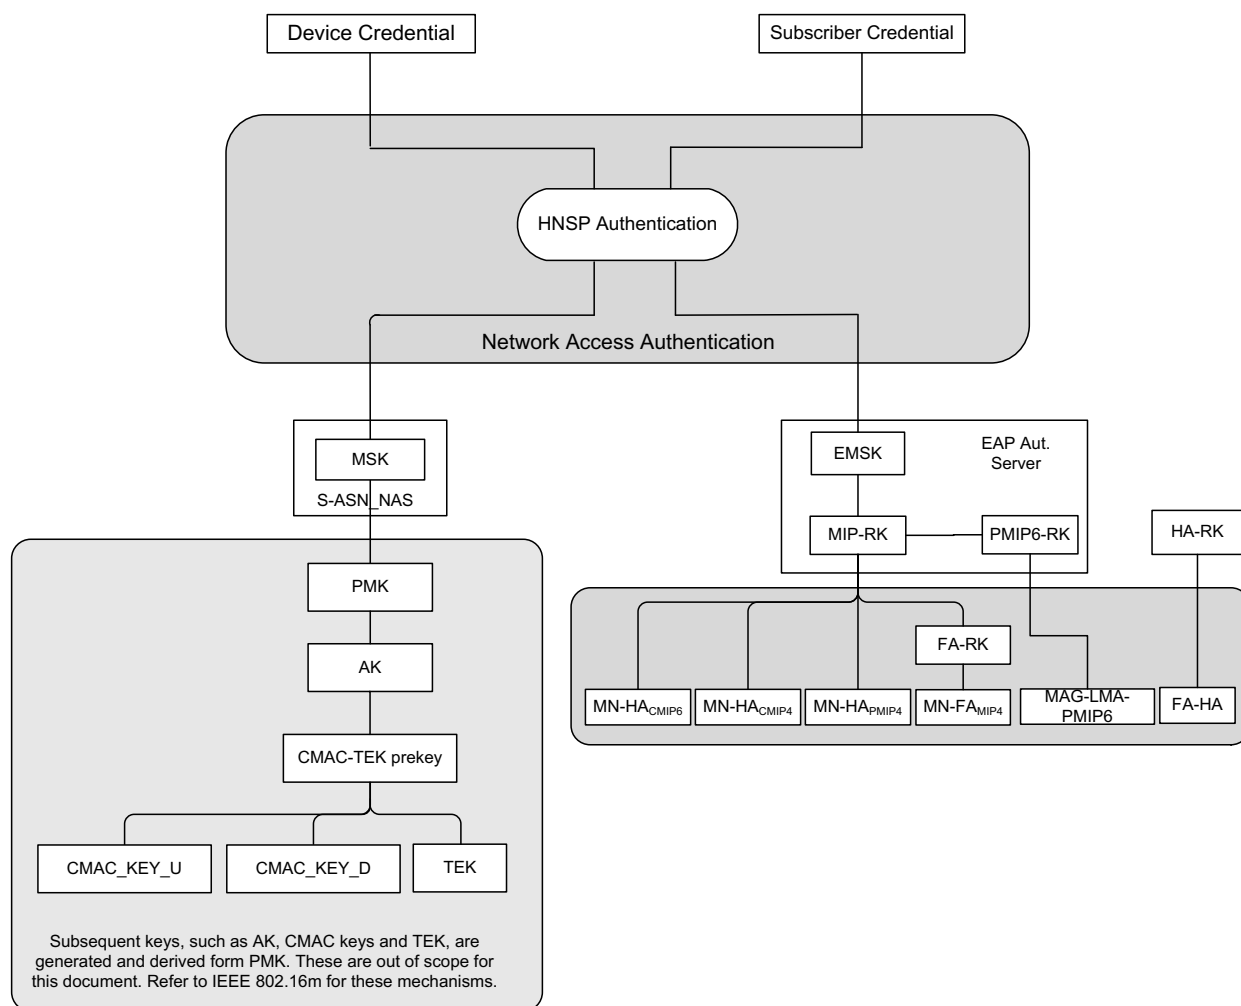 Device Credential
Subscriber Credential
HNSP Authentication
Network Access Authentication
MSK
S-ASN_NAS
EMSK
EAP Aut.
Server
MIP-RK
PMIP6-RK
HA-RK
PMK
AK
CMAC-TEK prekey
CMAC_KEY_U
CMAC_KEY_D
TEK
Subsequent keys, such as AK, CMAC keys and TEK, are
generated and derived form PMK. These are out of scope for
this document. Refer to IEEE 802.16m for these mechanisms.
FA-RK
MN-HACMIP6
MN-HACMIP4
MN-HAPMIP4
MN-FAMIP4
MAG-LMA-
PMIP6
FA-HA